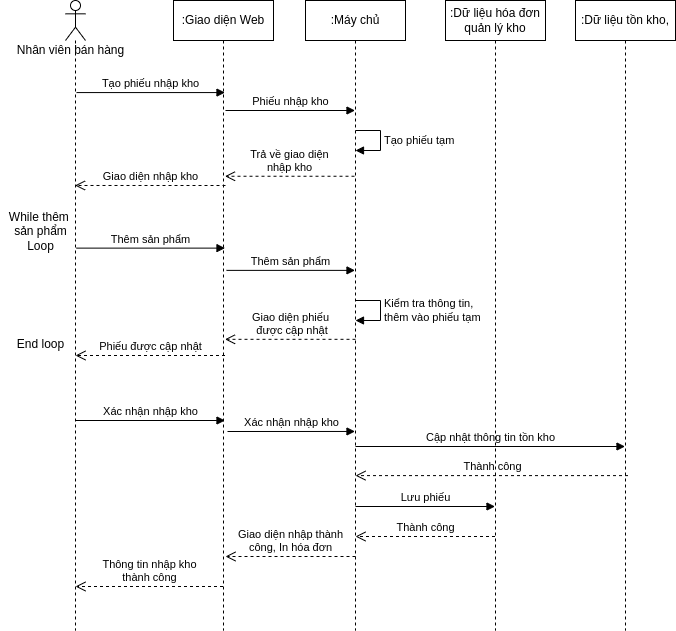 :Giao diện Web
:Máy chủ
:Dữ liệu hóa đơn
quản lý kho
:Dữ liệu tồn kho,
Nhân viên bán hàng
Tạo phiếu nhập kho
Phiếu nhập kho
Tạo phiếu tạm
Trả về giao diện
nhập kho
Giao diện nhập kho
While thêm
sản phẩm
Loop
Thêm sản phẩm
Thêm sản phẩm
Kiểm tra thông tin,
thêm vào phiếu tạm
Giao diện phiếu
được cập nhật
End loop
Phiếu được cập nhật
Xác nhận nhập kho
Xác nhận nhập kho
Cập nhật thông tin tồn kho
Thành công
Lưu phiếu
Thành công
Giao diện nhập thành
công, In hóa đơn
Thông tin nhập kho
thành công